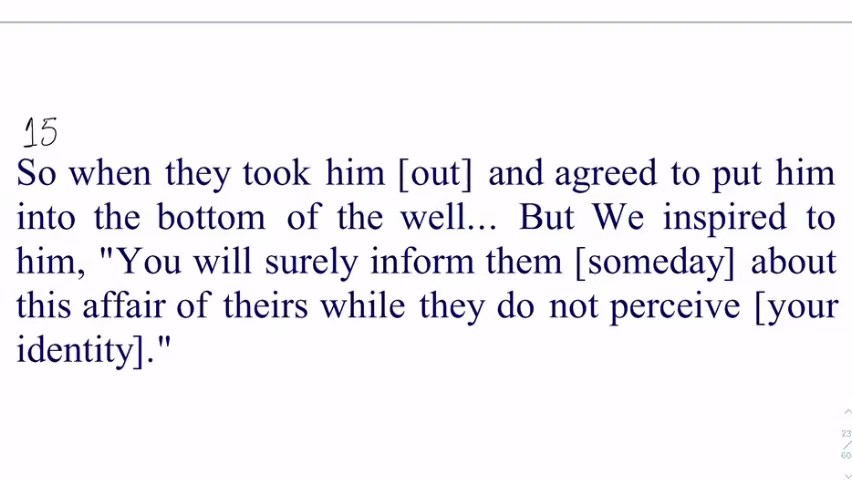 15
So when they took him [out] and agreed to put him
into the bottom of the well... But We inspired to
him, "You will surely inform them [someday] about
this affair of theirs while they do not perceive [your
identity]."
23
60